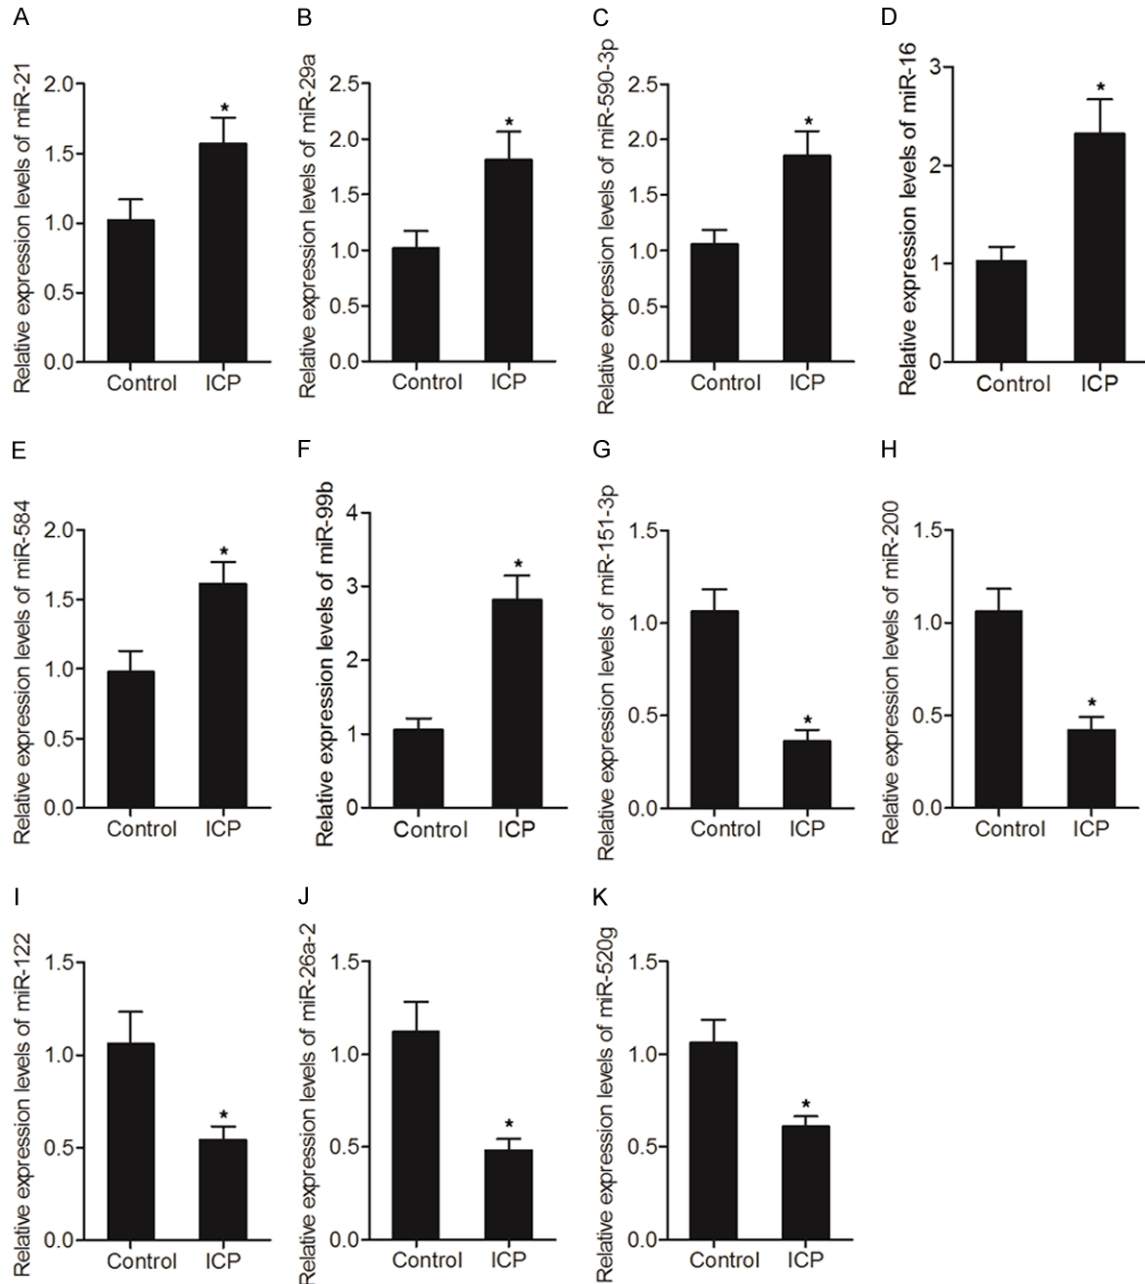 A
Relative expression levels of miR-21
2.0
1.5
1.0
0.5
0.0
*
Control ICP
B
Relative expression levels of miR-29a
2.5
2.0
1.5
1.0
0.5
0.0
*
Control ICP
C
Relative expression levels of miR-590-3p
2.5
2.0
1.5
1.0
0.5
0.0
*
Control ICP
D
Relative expression levels of miR-16
3
2
1
0
*
Control ICP
E
Relative expression levels of miR-584
2.0
1.5
1.0
0.5
0.0
*
Control ICP
F
Relative expression levels of miR-99b
4
3
2
1
0
*
Control ICP
G
Relative expression levels of miR-151-3p
1.5
1.0
0.5
0.0
*
Control ICP
H
Relative expression levels of miR-200
1.5
1.0
0.5
0.0
*
Control ICP
I
Relative expression levels of miR-122
1.5
1.0
0.5
0.0
*
Control ICP
J
Relative expression levels of miR-26a-2
1.5
1.0
0.5
0.0
*
Control ICP
K
Relative expression levels of miR-520g
1.5
1.0
0.5
0.0
*
Control ICP